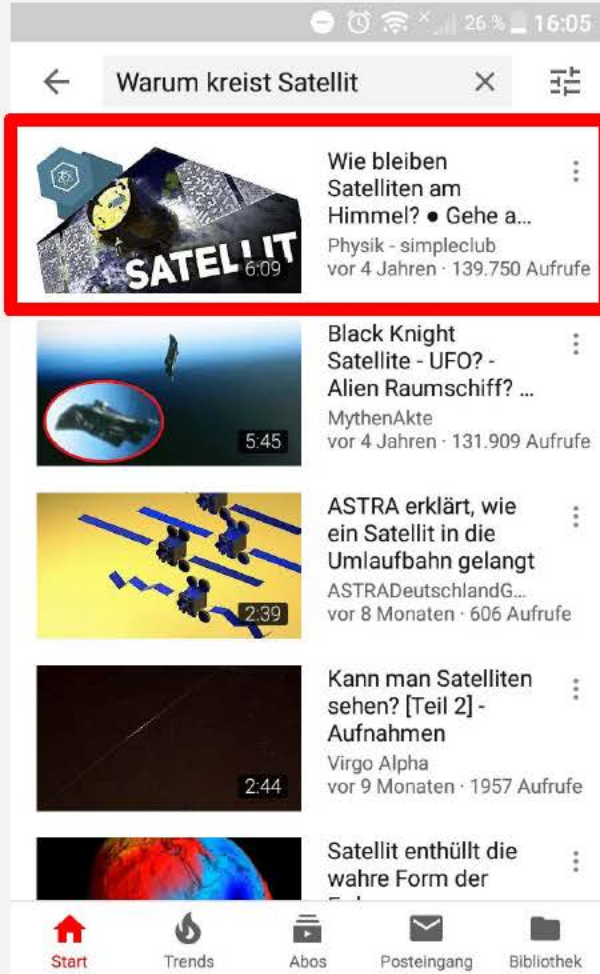 26 % 16:05
Warum kreist Satellit
SATELLIT
6:09
Wie bleiben
Satelliten am
Himmel? ● Gehe a...
Physik - simpleclub
vor 4 Jahren · 139.750 Aufrufe
5:45
Black Knight
Satellite - UFO? -
Alien Raumschiff? ...
MythenAkte
vor 4 Jahren · 131.909 Aufrufe
2:39
ASTRA erklärt, wie
ein Satellit in die
Umlaufbahn gelangt
ASTRADeutschlandG...
vor 8 Monaten · 606 Aufrufe
2:44
Kann man Satelliten
sehen? [Teil 2] -
Aufnahmen
Virgo Alpha
vor 9 Monaten · 1957 Aufrufe
Satellit enthüllt die
wahre Form der
Start Trends Abos Posteingang Bibliothek